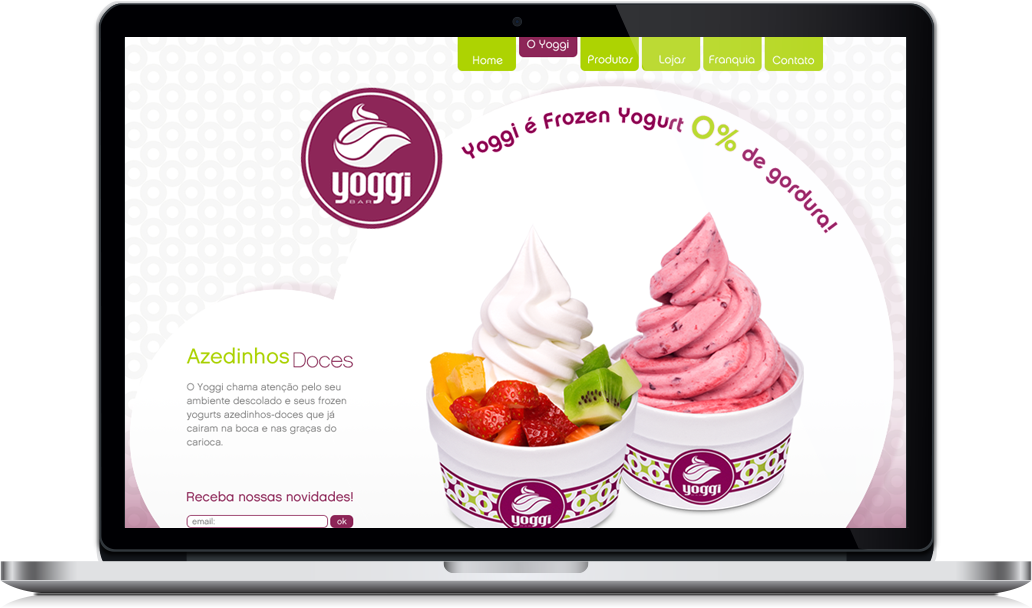 Home
O Yoggi
Produtos
Lojas
Franquia
Contato
yoggi
BAR
Yoggi é Frozen Yogurt 0% de gordura!
Azedinhos Doces
O Yoggi chama atenção pelo seu
ambiente descolado e seus frozen
yogurts azedinhos-doces que já
cairam na boca e nas graças do
carioca.
Receba nossas novidades!
email:
ok
yoggi
yoggi